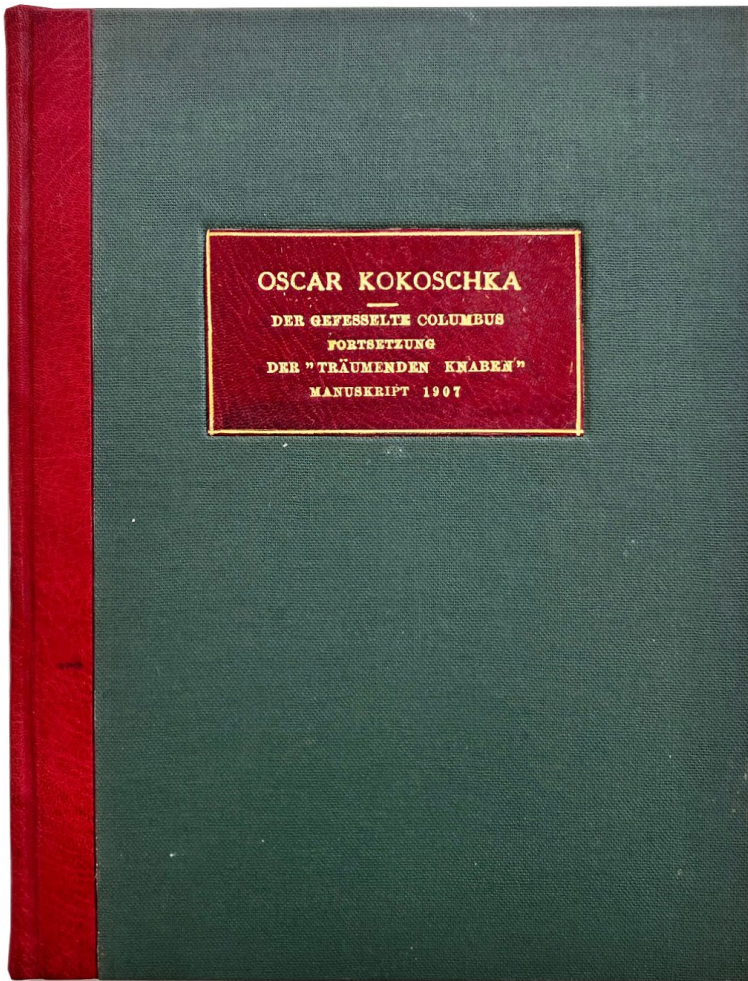 OSCAR KOKOSCHKA
DER GEFESSELTE COLUMBUS
FORTSETZUNG
DER "TRÄUMENDEN KNABEN"
MANUSKRIPT 1907